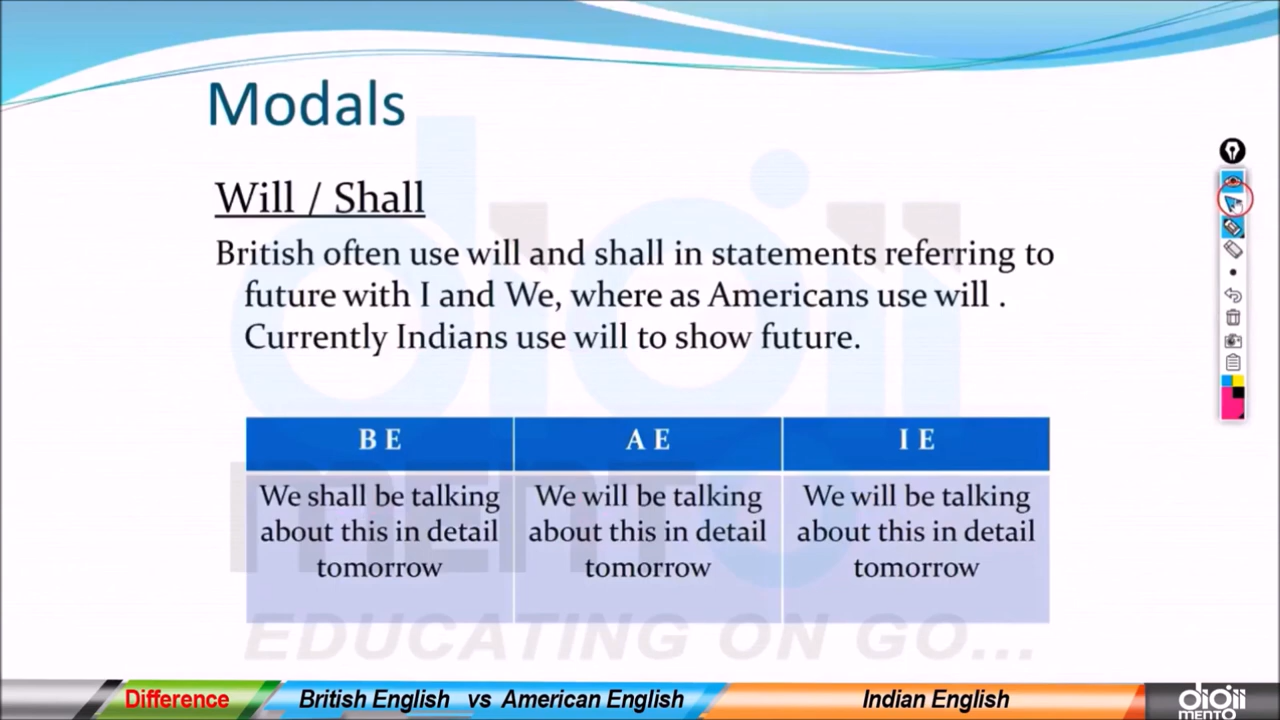 Modals
Will / Shall
British often use will and shall in statements referring to
future with I and We, where as Americans use will .
Currently Indians use will to show future.
B E
A E
I E
We shall be talking
about this in detail
tomorrow
We will be talking
about this in detail
tomorrow
We will be talking
about this in detail
tomorrow
digii
MENTO
EDUCATING ON GO...
Difference
British English vs American English
Indian English
digii
MENTO